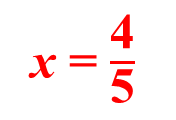 x = 4/5